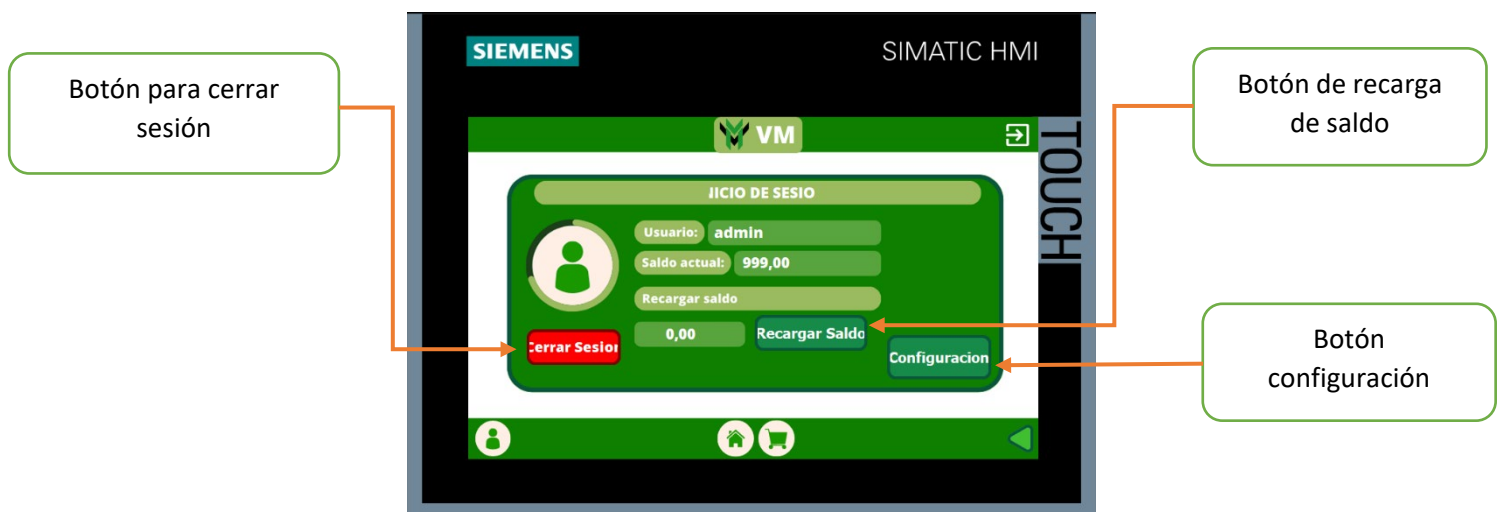 SIEMENS
SIMATIC HMI
Botón para cerrar
sesión
Botón de recarga
de saldo
VM
TOUCH
ICIO DE SESIO
Usuario:
admin
Saldo actual:
999,00
Recargar saldo
0,00
Recargar Saldo
Cerrar Sesion
Configuracion
Botón
configuración